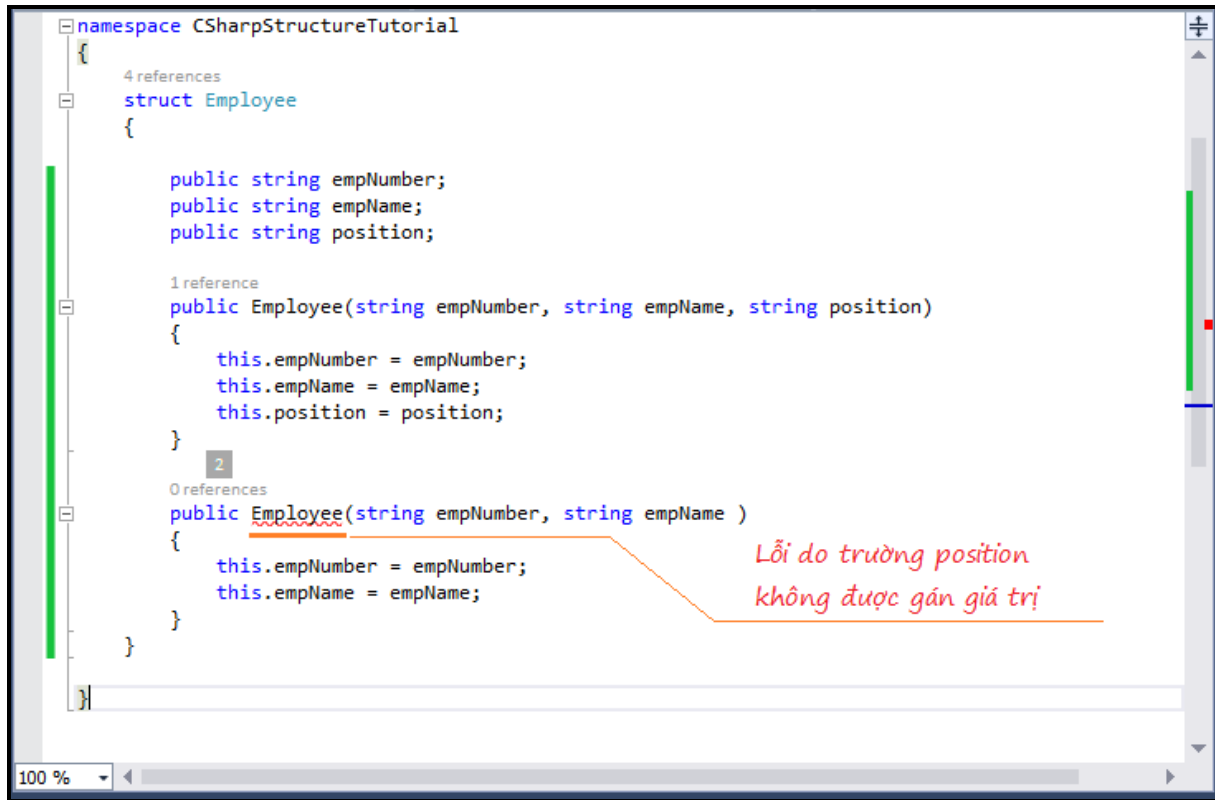 namespace CSharpStructureTutorial
{
4 references
struct Employee
{
public string empNumber;
public string empName;
public string position;
1 reference
public Employee(string empNumber, string empName, string position)
{
this.empNumber = empNumber;
this.empName = empName;
this.position = position;
}
2
0 references
public Employee(string empNumber, string empName )
{
this.empNumber = empNumber;
this.empName = empName;
}
}
}
Lỗi do trường position
không được gán giá trị
100 %